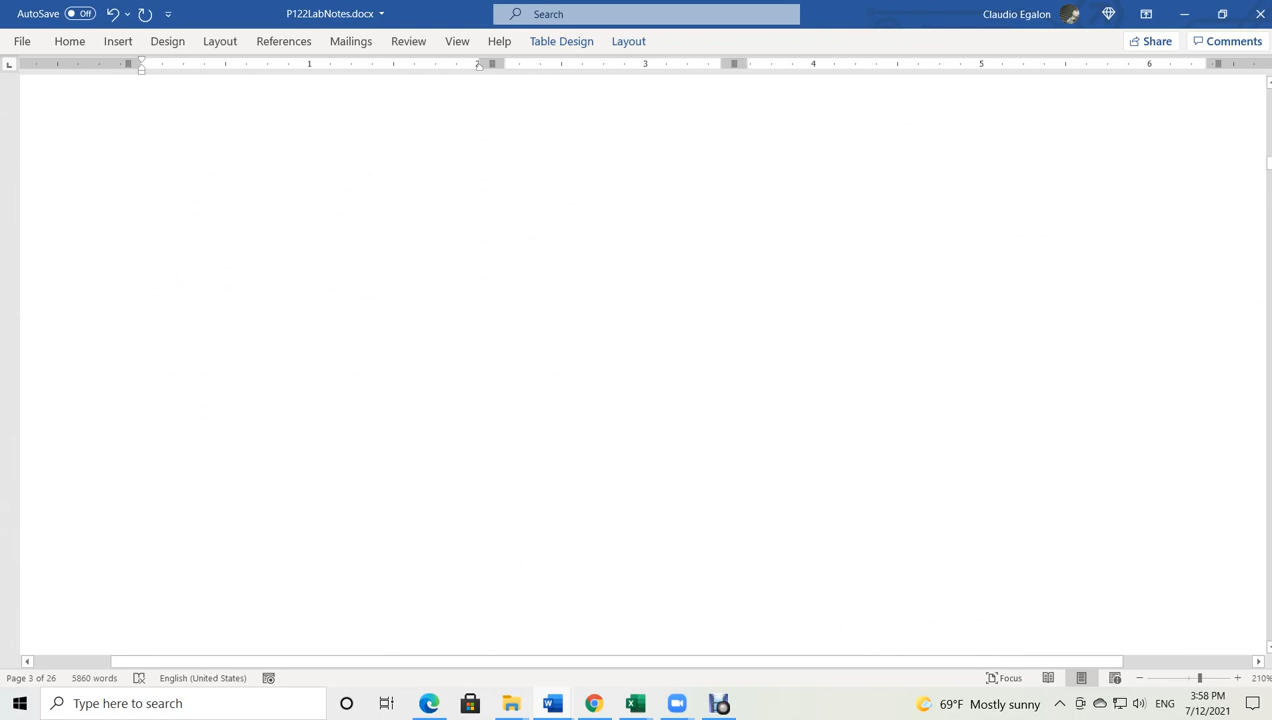 AutoSave Off P122LabNotes.docx Search Claudio Egalon
File Home Insert Design Layout References Mailings Review View Help Table Design Layout Share Comments
1 2 3 4 5 6
Page 3 of 26 5860 words English (United States) Focus 210%
Type here to search 69°F Mostly sunny ENG 3:58 PM
7/12/2021